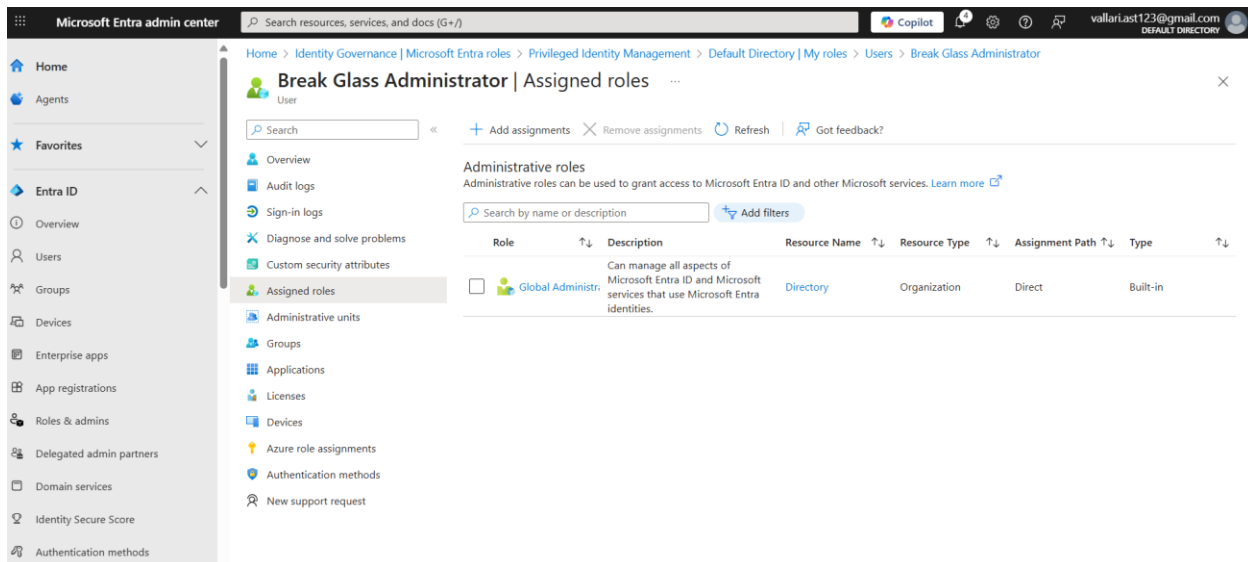 Microsoft Entra admin center
Search resources, services, and docs (G+/)
Copilot
vallari.ast123@gmail.com
DEFAULT DIRECTORY
Home
Agents
Favorites
Entra ID
Overview
Users
Groups
Devices
Enterprise apps
App registrations
Roles & admins
Delegated admin partners
Domain services
Identity Secure Score
Authentication methods
Home > Identity Governance | Microsoft Entra roles > Privileged Identity Management > Default Directory | My roles > Users > Break Glass Administrator
Break Glass Administrator | Assigned roles ...
User
Search
Overview
Audit logs
Sign-in logs
Diagnose and solve problems
Custom security attributes
Assigned roles
Administrative units
Groups
Applications
Licenses
Devices
Azure role assignments
Authentication methods
New support request
Add assignments Remove assignments Refresh Got feedback?
Administrative roles
Administrative roles can be used to grant access to Microsoft Entra ID and other Microsoft services. Learn more
Search by name or description Add filters
Role Description Resource Name Resource Type Assignment Path Type
Can manage all aspects of
Microsoft Entra ID and Microsoft
Global Administr services that use Microsoft Entra Directory Organization Direct Built-in
identities.